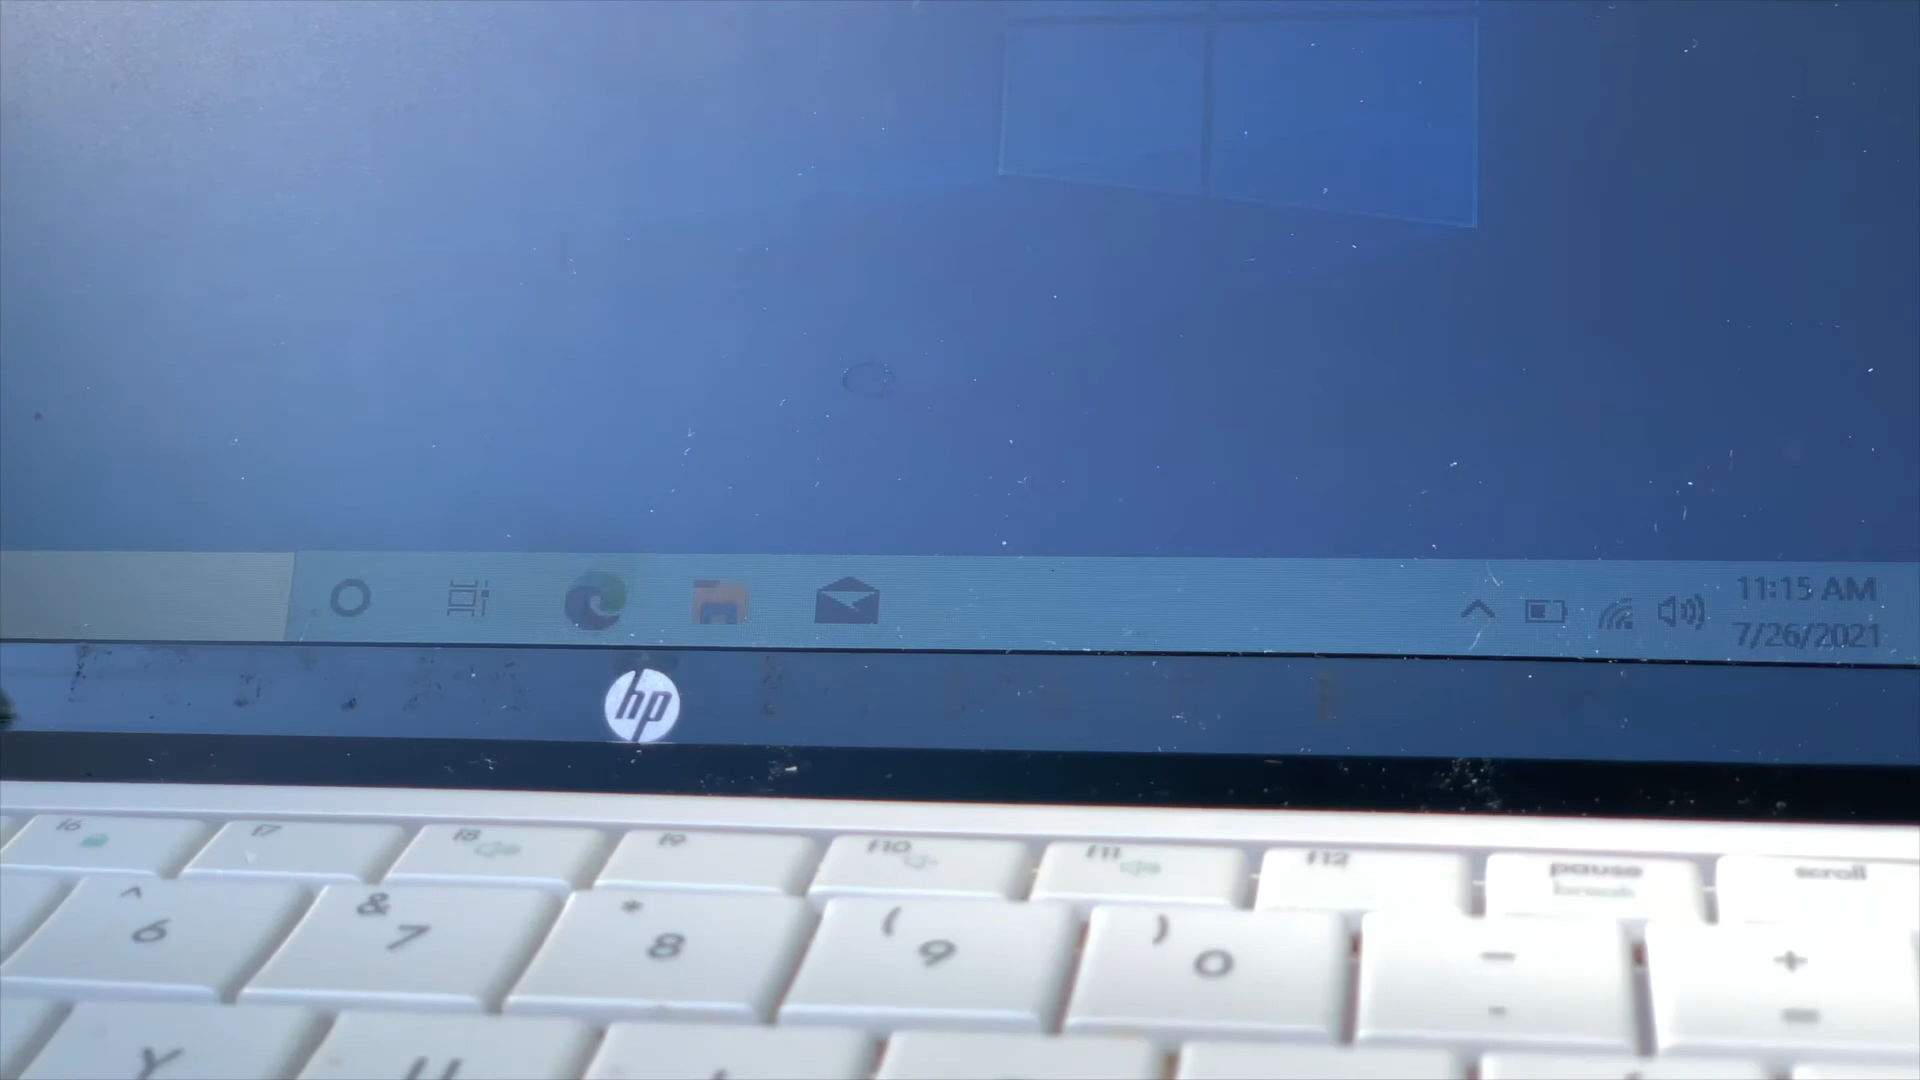 11:15 AM
7/26/2021
hp
f6 f7 f8 f9 f10 f11 f12 pause scroll
break
^ & * ( ) - +
6 7 8 9 0 - =
Y U